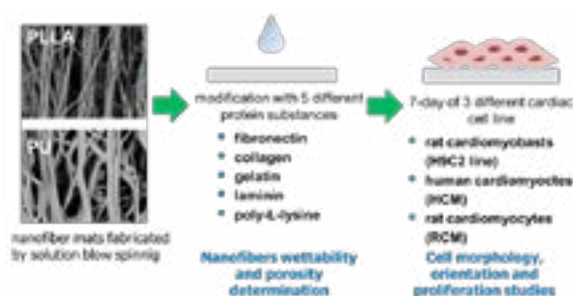 PLLA
PU
nanofiber mats fabricated
by solution blow spinnig
modification with 5 different
protein substances
fibronectin
collagen
gelatin
laminin
poly-L-lysine
Nanofibers wettability
and porosity
determination
7-day of 3 different cardiac
cell line
rat cardiomyobasts
(H9C2 line)
human cardiomyoctes
(HCM)
rat cardiomyocytes
(RCM)
Cell morphology,
orientation and
proliferation studies